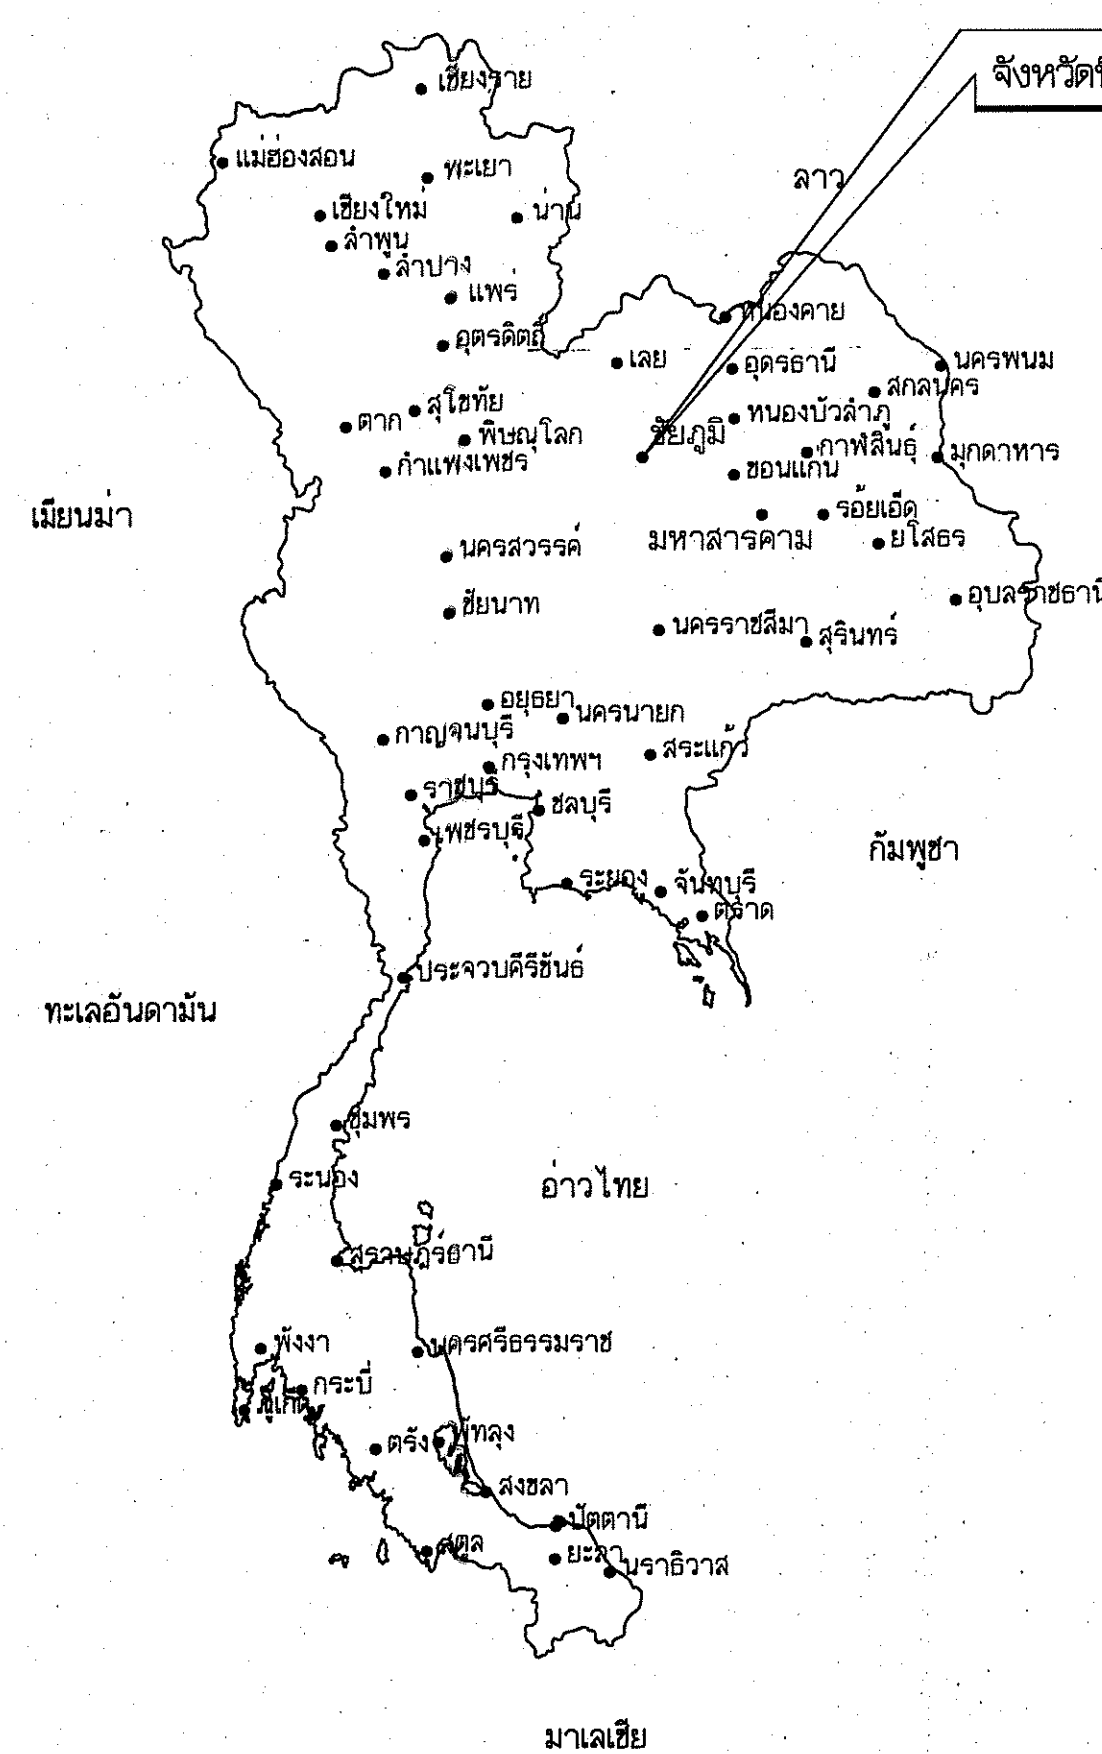 เชียงราย
จังหวัด
แม่ฮ่องสอน
พะเยา
ลาว
เชียงใหม่
น่าน
ลำพูน
ลำปาง
แพร่
หนองคาย
อุตรดิตถ์
เลย
อุดรธานี
นครพนม
สกลนคร
สุโขทัย
หนองบัวลำภู
ตาก
พิษณุโลก
ชัยภูมิ
กาฬสินธุ์
มุกดาหาร
กำแพงเพชร
ขอนแก่น
เมียนม่า
ร้อยเอ็ด
มหาสารคาม
ยโสธร
นครสวรรค์
ชัยนาท
อุบลราชธานี
นครราชสีมา
สุรินทร์
อยุธยา
นครนายก
กาญจนบุรี
สระแก้ว
กรุงเทพฯ
ราชบุรี
ชลบุรี
เพชรบุรี
กัมพูชา
ระยอง
จันทบุรี
ตราด
ประจวบคีรีขันธ์
ทะเลอันดามัน
ชุมพร
ระนอง
อ่าวไทย
สุราษฎร์ธานี
พังงา
นครศรีธรรมราช
กระบี่
ภูเก็ต
ตรัง
พัทลุง
สงขลา
ปัตตานี
สตูล
ยะลา
นราธิวาส
มาเลเซีย